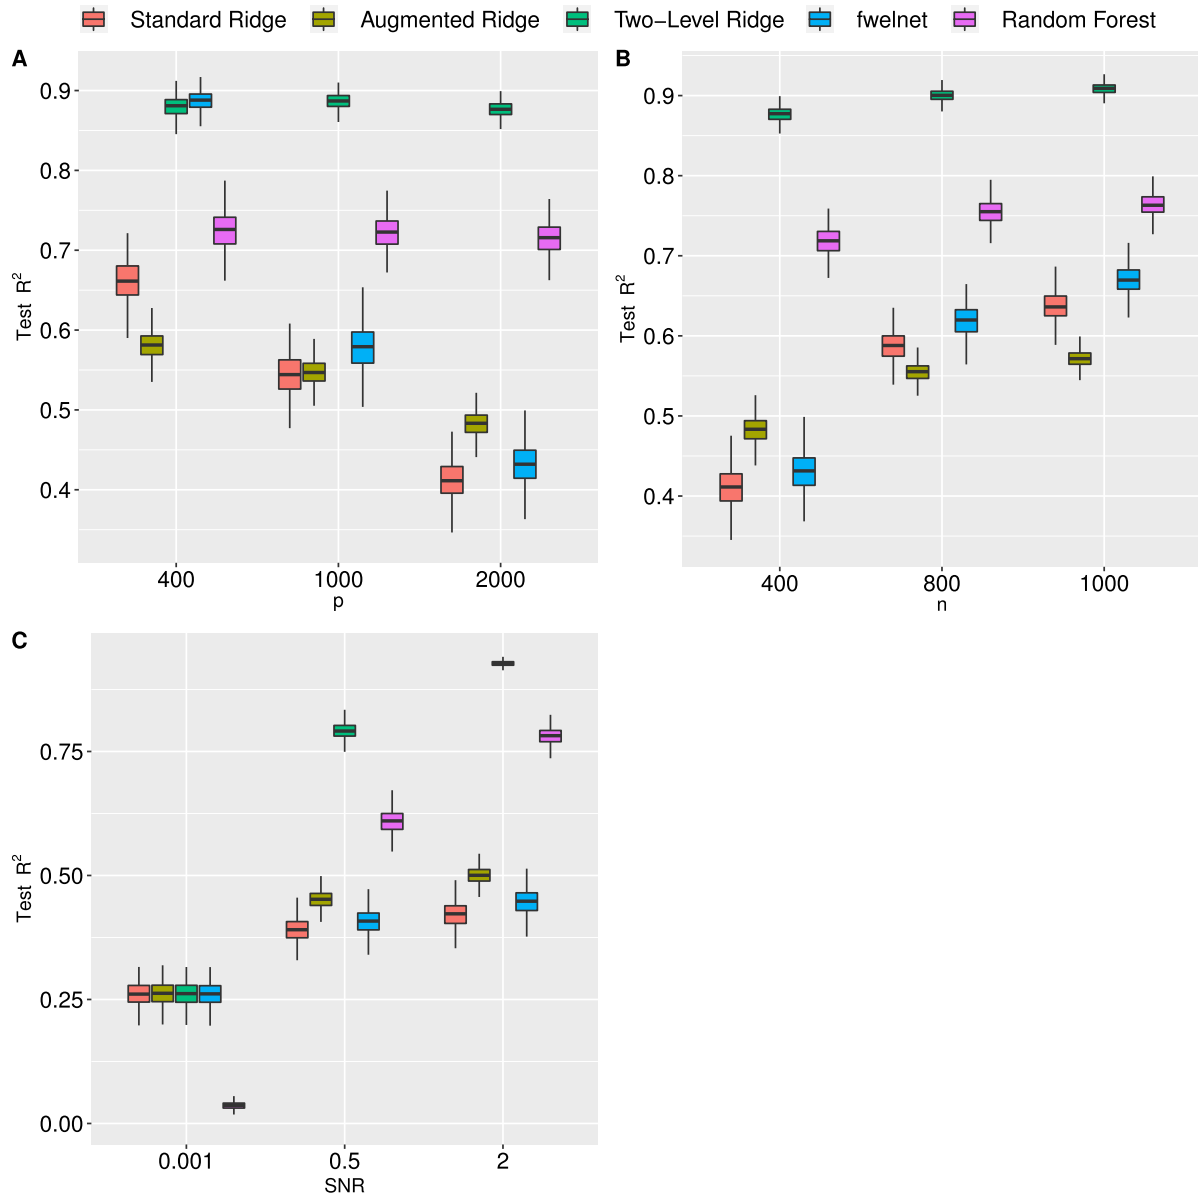 Standard Ridge Augmented Ridge Two−Level Ridge fwelnet Random Forest
A
0.9
0.8
0.7
0.6
0.5
0.4
Test R²
400 1000 2000
p
B
0.9
0.8
0.7
0.6
0.5
0.4
Test R²
400 800 1000
n
C
0.75
0.50
0.25
0.00
Test R²
0.001 0.5 2
SNR